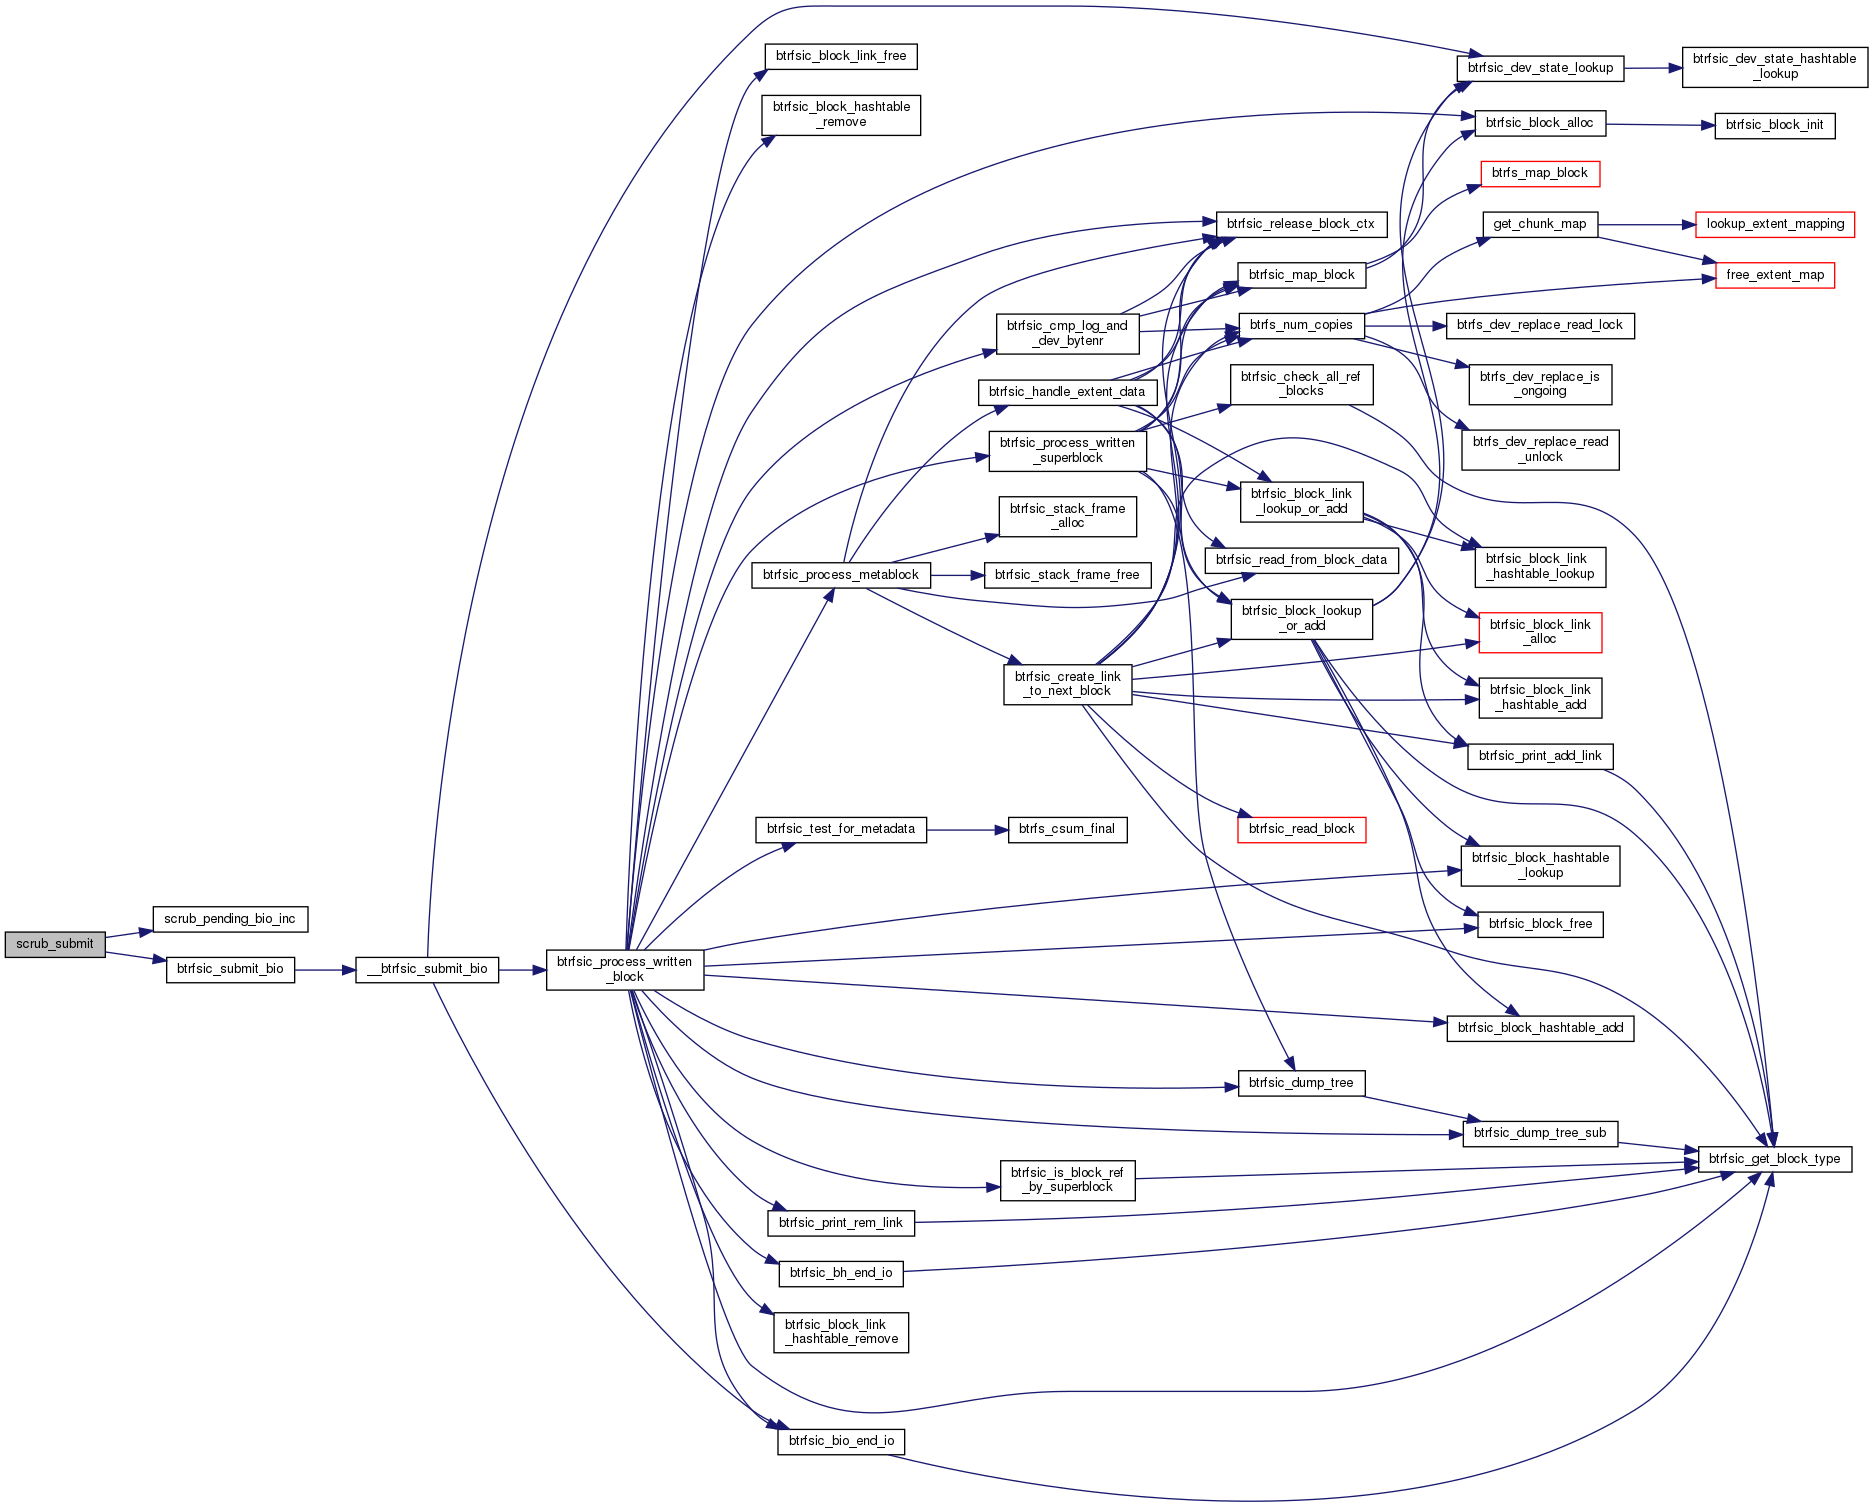 btrfsic_block_link_free
btrfsic_dev_state_lookup
btrfsic_dev_state_hashtable
_lookup
btrfsic_block_hashtable
_remove
btrfsic_block_alloc
btrfsic_block_init
btrfs_map_block
btrfsic_release_block_ctx
get_chunk_map
lookup_extent_mapping
btrfsic_map_block
free_extent_map
btrfsic_cmp_log_and
_dev_bytenr
btrfs_num_copies
btrfs_dev_replace_read_lock
btrfsic_handle_extent_data
btrfsic_check_all_ref
_blocks
btrfs_dev_replace_is
_ongoing
btrfsic_process_written
_superblock
btrfs_dev_replace_read
_unlock
btrfsic_stack_frame
_alloc
btrfsic_block_link
_lookup_or_add
btrfsic_process_metablock
btrfsic_stack_frame_free
btrfsic_read_from_block_data
btrfsic_block_link
_hashtable_lookup
btrfsic_block_lookup
_or_add
btrfsic_block_link
_alloc
btrfsic_create_link
_to_next_block
btrfsic_block_link
_hashtable_add
btrfsic_print_add_link
btrfsic_test_for_metadata
btrfs_csum_final
btrfsic_read_block
btrfsic_block_hashtable
_lookup
scrub_pending_bio_inc
btrfsic_block_free
scrub_submit
btrfsic_submit_bio
__btrfsic_submit_bio
btrfsic_process_written
_block
btrfsic_block_hashtable_add
btrfsic_dump_tree
btrfsic_dump_tree_sub
btrfsic_get_block_type
btrfsic_is_block_ref
_by_superblock
btrfsic_print_rem_link
btrfsic_bh_end_io
btrfsic_block_link
_hashtable_remove
btrfsic_bio_end_io